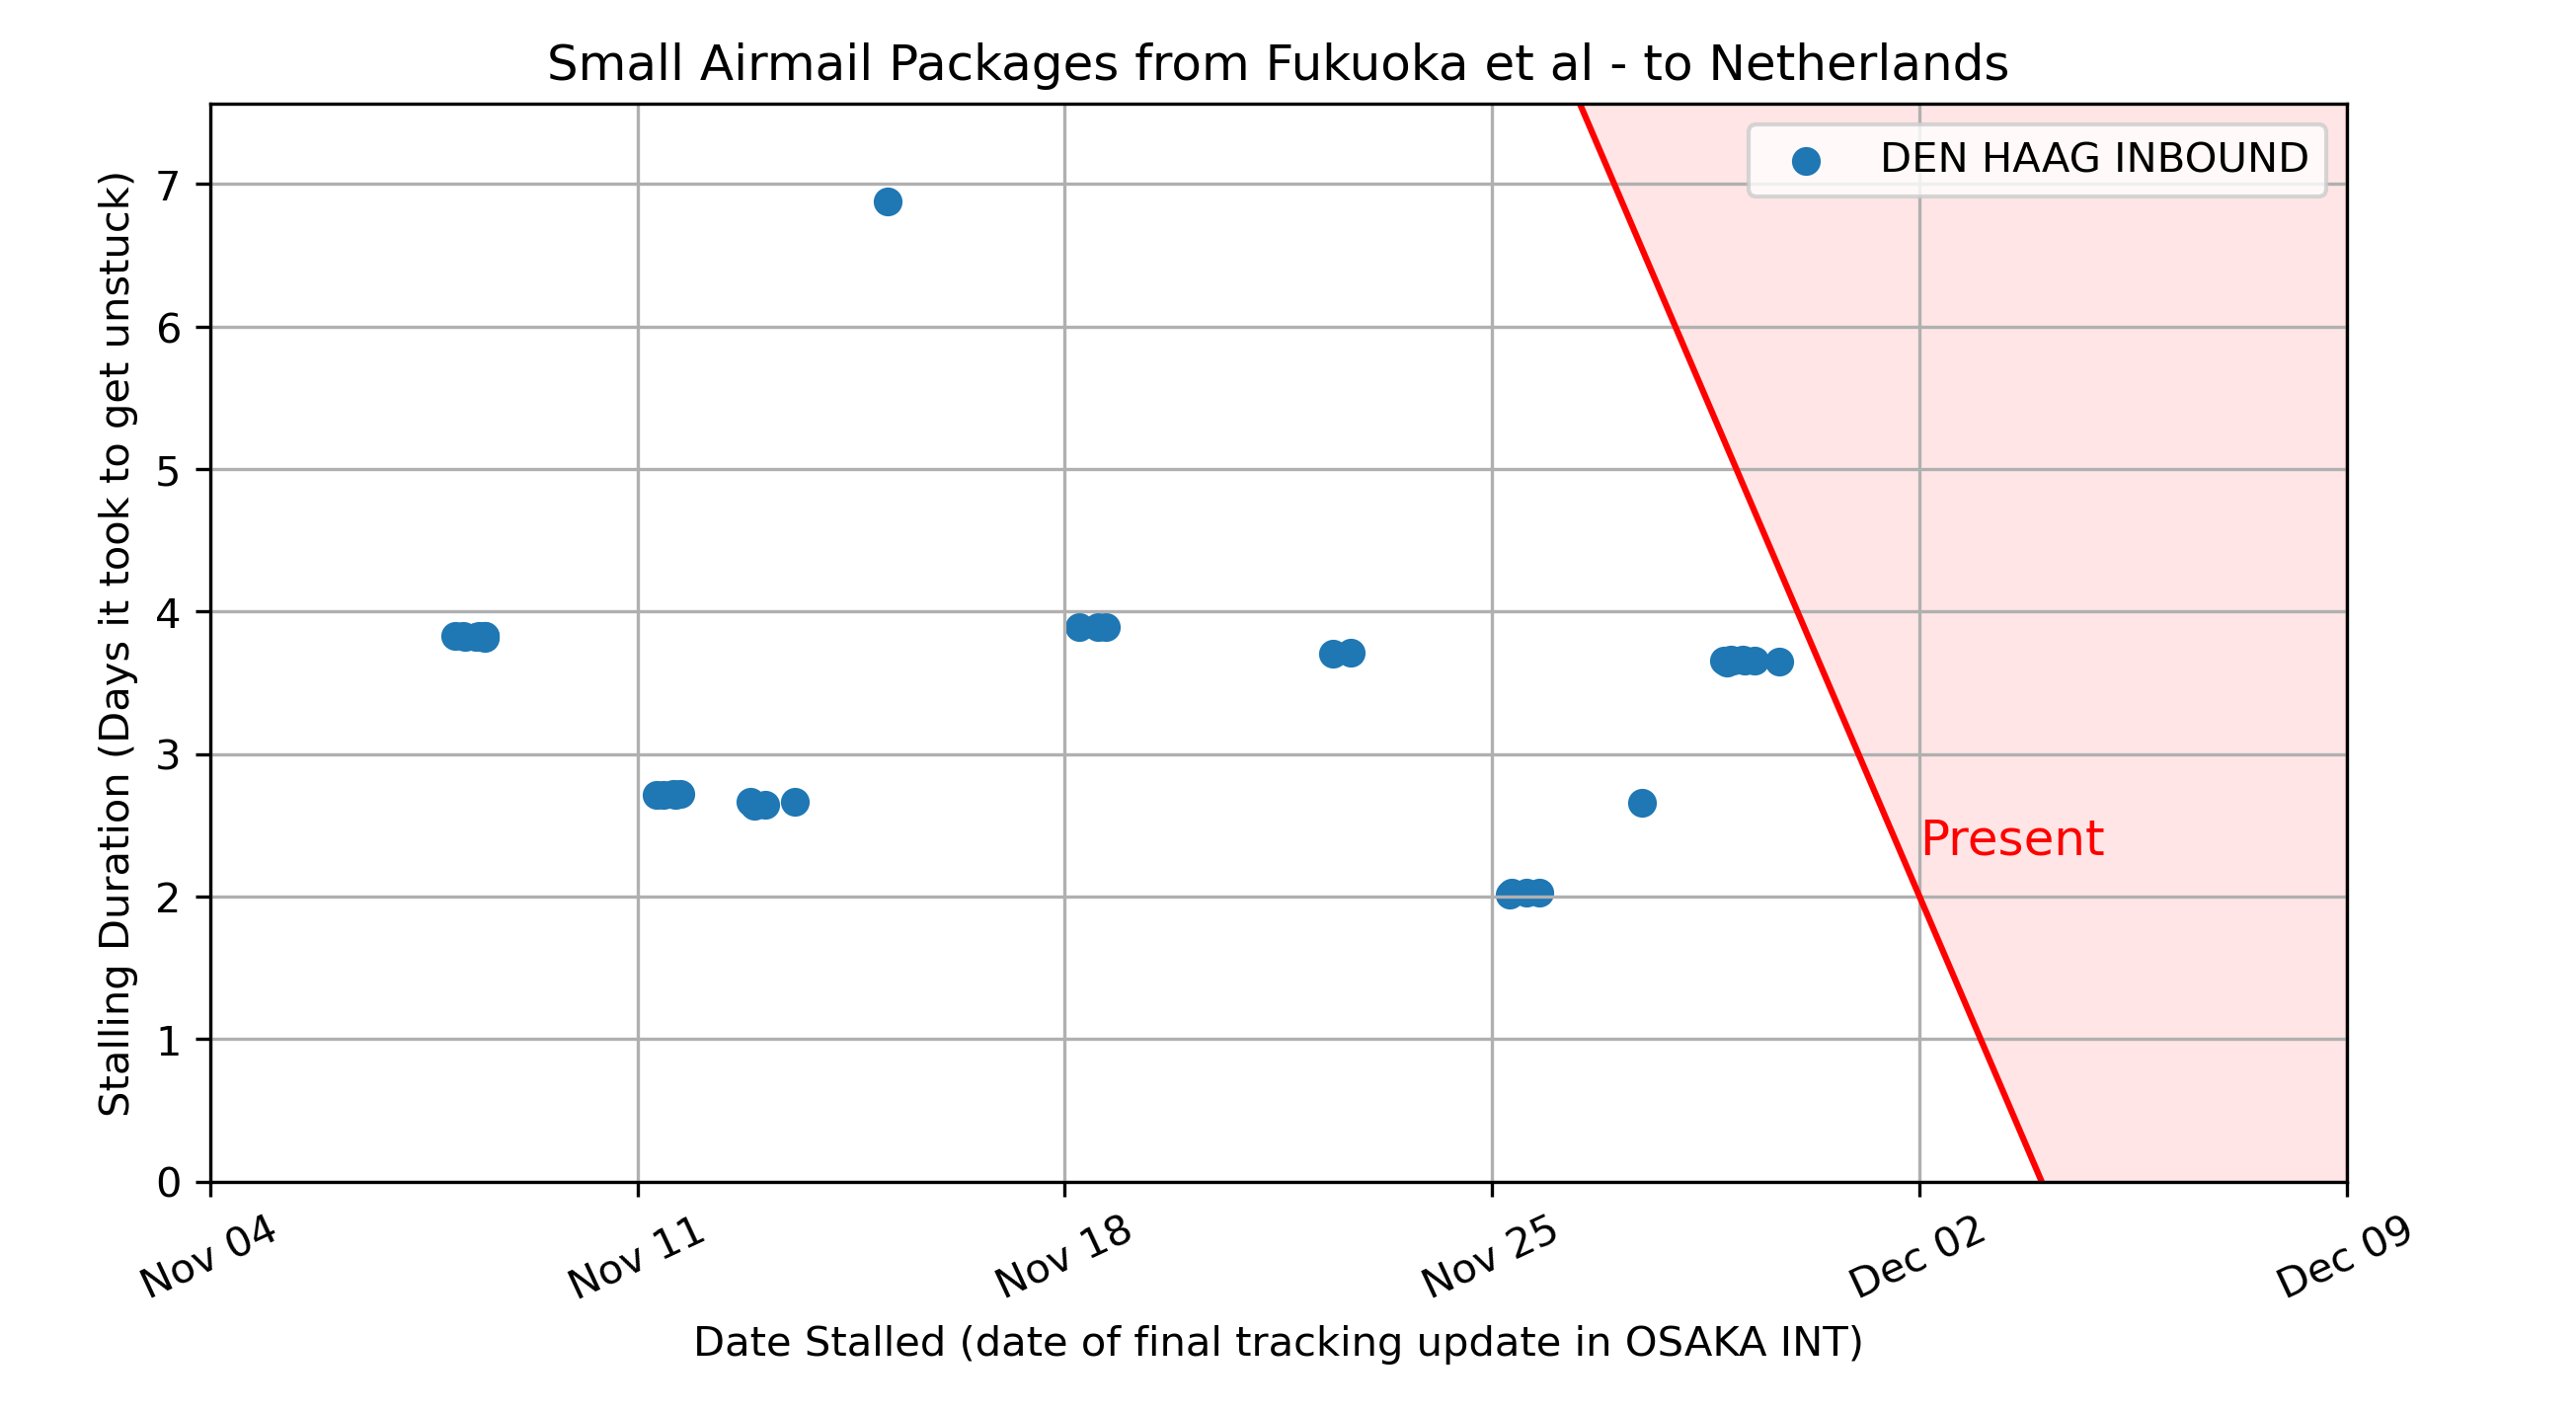 Small Airmail Packages from Fukuoka et al - to Netherlands
DEN HAAG INBOUND
Stalling Duration (Days it took to get unstuck)
7
6
5
4
3
2
1
0
Present
Nov 04
Nov 11
Nov 18
Nov 25
Dec 02
Dec 09
Date Stalled (date of final tracking update in OSAKA INT)